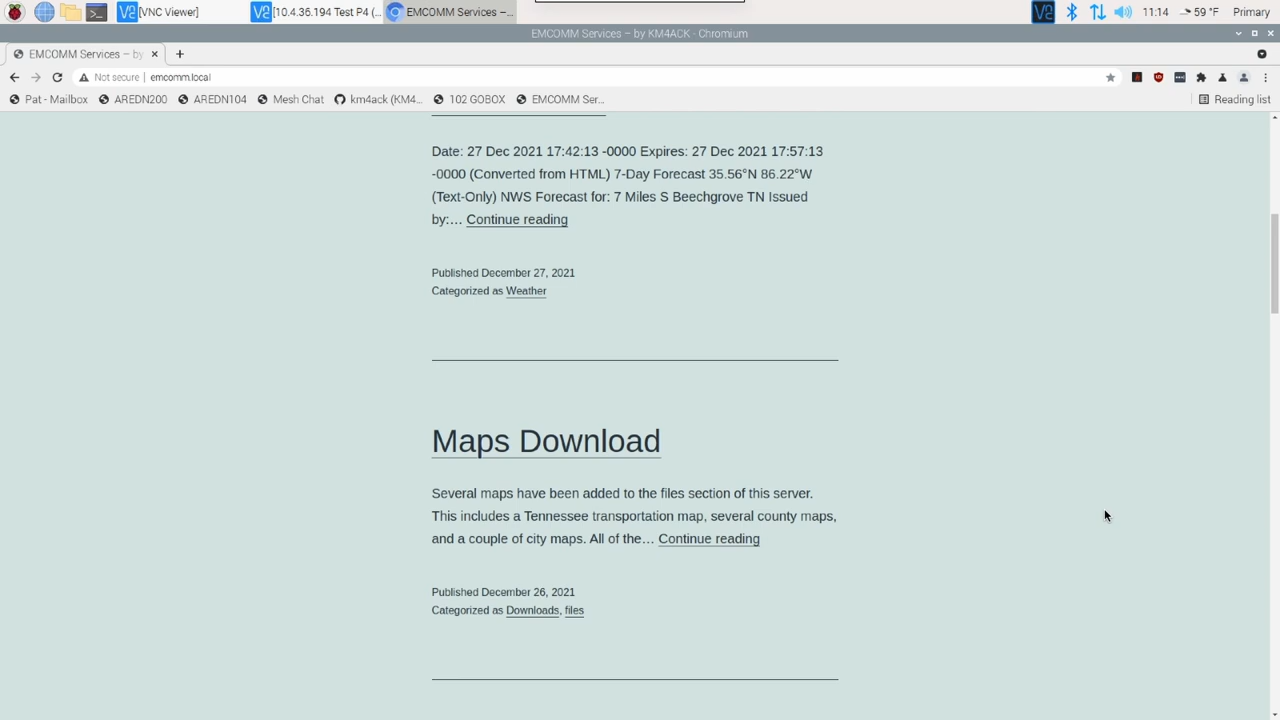 [VNC Viewer]
[10.4.36.194 Test P4 (...
EMCOMM Services –...
11:14
59 °F
Primary
EMCOMM Services – by KM4ACK - Chromium
EMCOMM Services – by
Not secure | emcomm.local
Pat - Mailbox
AREDN200
AREDN104
Mesh Chat
km4ack (KM4...
102 GOBOX
EMCOMM Ser...
Reading list
Date: 27 Dec 2021 17:42:13 -0000 Expires: 27 Dec 2021 17:57:13
-0000 (Converted from HTML) 7-Day Forecast 35.56°N 86.22°W
(Text-Only) NWS Forecast for: 7 Miles S Beechgrove TN Issued
by:… Continue reading
Published December 27, 2021
Categorized as Weather
Maps Download
Several maps have been added to the files section of this server.
This includes a Tennessee transportation map, several county maps,
and a couple of city maps. All of the… Continue reading
Published December 26, 2021
Categorized as Downloads, files